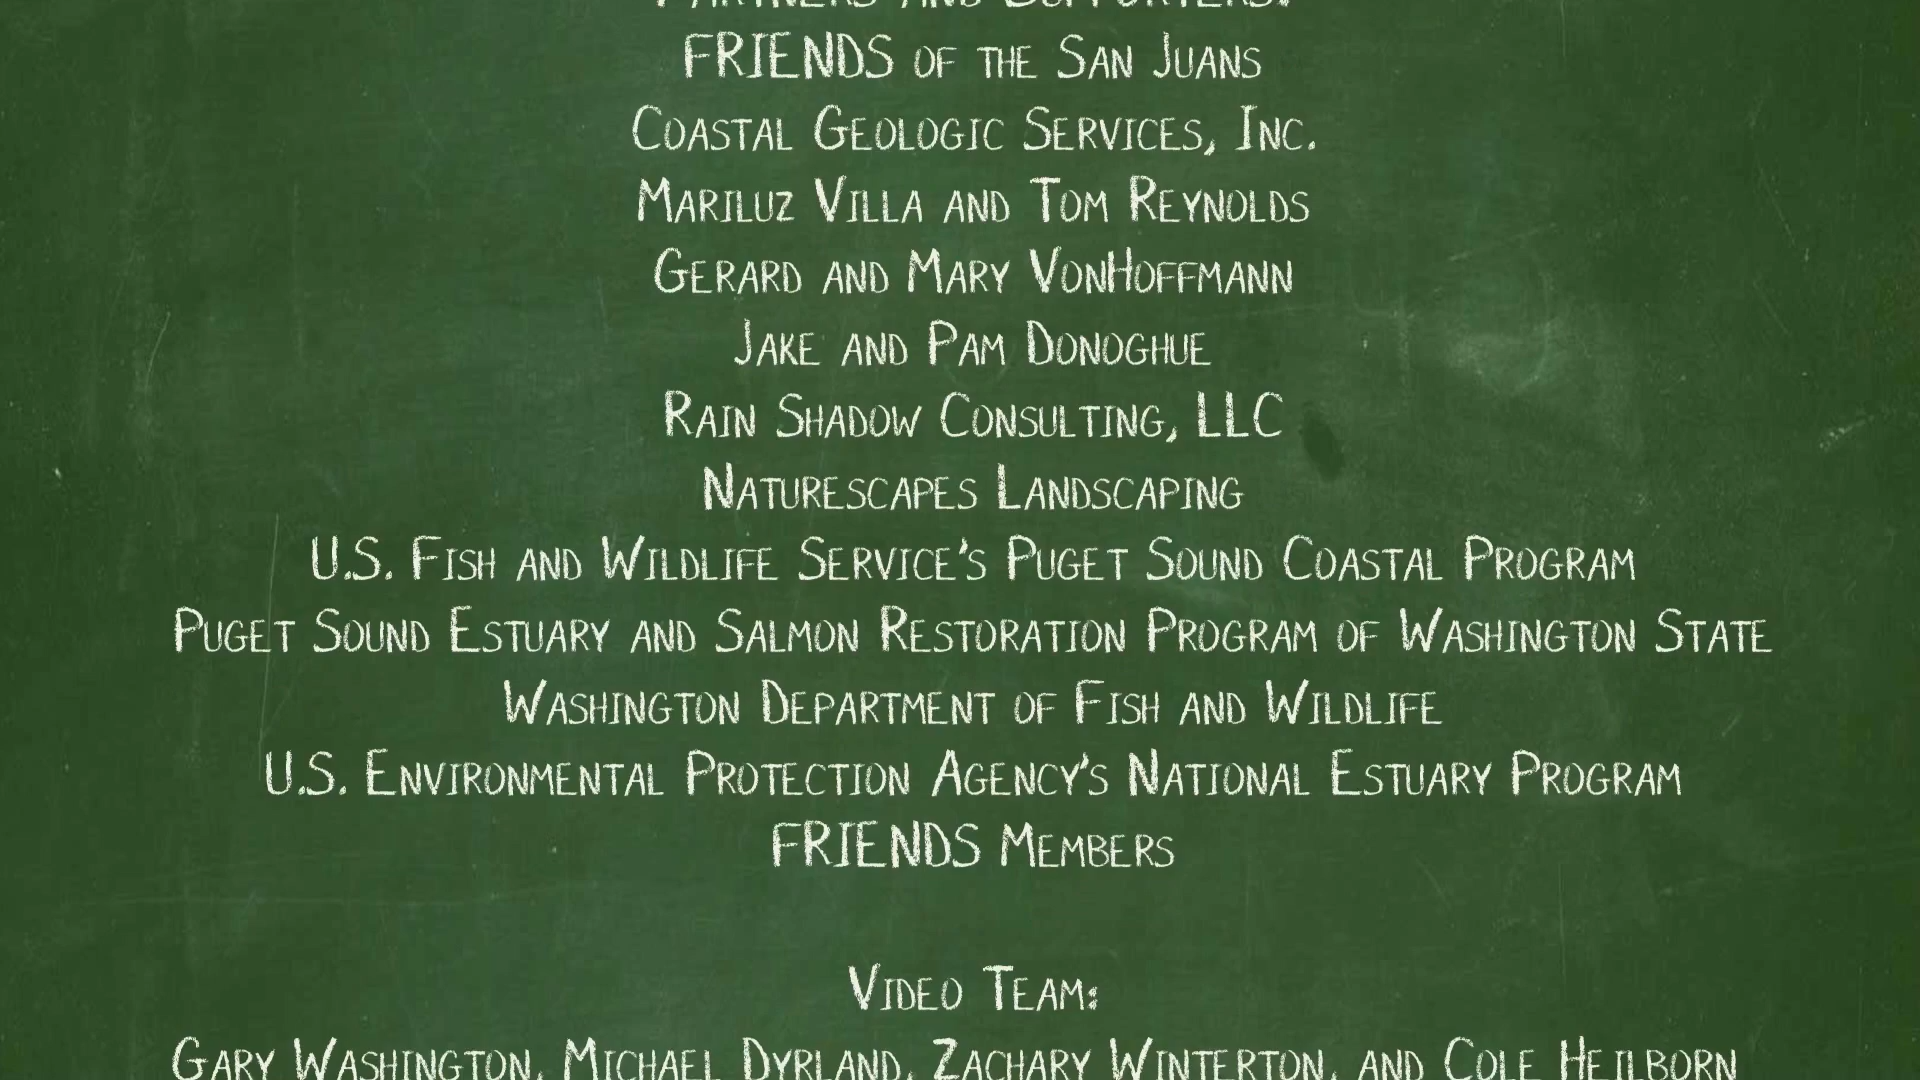 Partners and Supporters:
FRIENDS of the San Juans
Coastal Geologic Services, Inc.
Mariluz Villa and Tom Reynolds
Gerard and Mary VonHoffmann
Jake and Pam Donoghue
Rain Shadow Consulting, LLC
Naturescapes Landscaping
U.S. Fish and Wildlife Service's Puget Sound Coastal Program
Puget Sound Estuary and Salmon Restoration Program of Washington State
Washington Department of Fish and Wildlife
U.S. Environmental Protection Agency's National Estuary Program
FRIENDS Members
Video Team:
Gary Washington, Michael Dyrland, Zachary Winterton, and Cole Heilborn